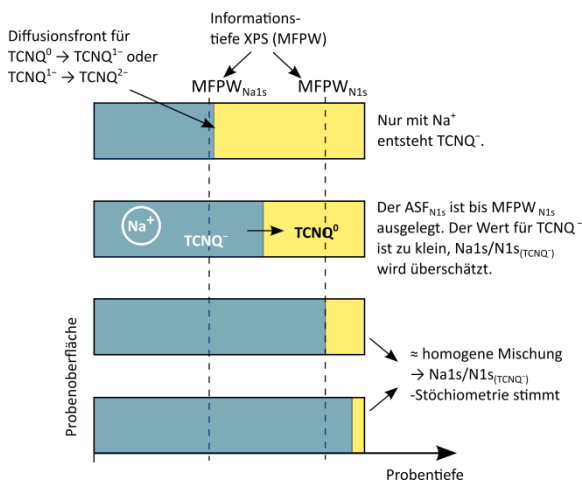 Informations-
tiefe XPS (MFPW)
Diffusionsfront für
TCNQ⁰ → TCNQ¹⁻ oder
TCNQ¹⁻ → TCNQ²⁻
MFPW_Na1s
MFPW_N1s
Nur mit Na⁺
entsteht TCNQ⁻.
Na⁺
TCNQ⁻
TCNQ⁰
Der ASF_N1s ist bis MFPW_N1s
ausgelegt. Der Wert für TCNQ⁻
ist zu klein, Na1s/N1s(TCNQ⁻)
wird überschätzt.
≈ homogene Mischung
→ Na1s/N1s(TCNQ⁻)
-Stöchiometrie stimmt
Probenoberfläche
Probentiefe